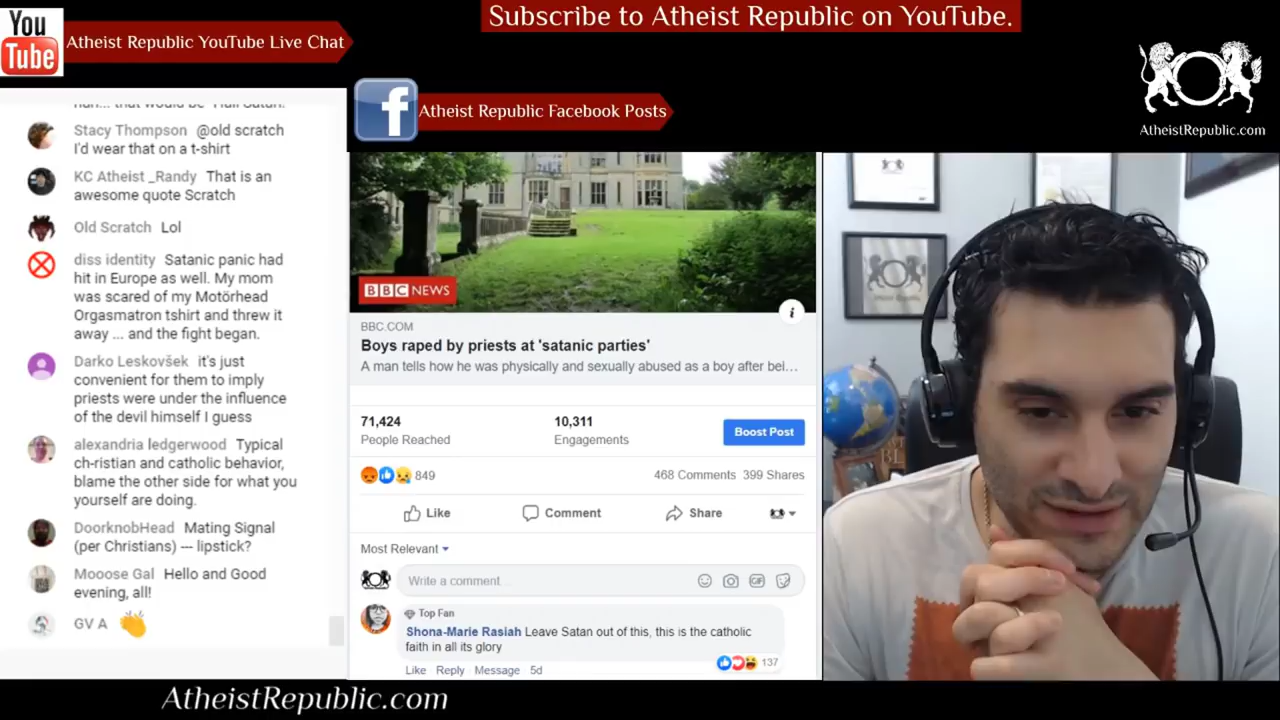 Subscribe to Atheist Republic on YouTube.
You
Tube
Atheist Republic YouTube Live Chat
Atheist Republic Facebook Posts
AtheistRepublic.com
Stacy Thompson @old scratch
I'd wear that on a t-shirt
KC Atheist _Randy That is an
awesome quote Scratch
Old Scratch Lol
diss identity Satanic panic had
hit in Europe as well. My mom
was scared of my Motörhead
Orgasmatron tshirt and threw it
away ... and the fight began.
Darko Leskovšek it's just
convenient for them to imply
priests were under the influence
of the devil himself I guess
alexandria ledgerwood Typical
ch-ristian and catholic behavior,
blame the other side for what you
yourself are doing.
DoorknobHead Mating Signal
(per Christians) --- lipstick?
Mooose Gal Hello and Good
evening, all!
GV A
BBC NEWS
BBC.COM
Boys raped by priests at 'satanic parties'
A man tells how he was physically and sexually abused as a boy after bei...
71,424
People Reached
10,311
Engagements
Boost Post
849
468 Comments 399 Shares
Like
Comment
Share
Most Relevant
Write a comment...
GIF
Top Fan
Shona-Marie Rasiah Leave Satan out of this, this is the catholic
faith in all its glory
137
Like Reply Message 5d
AtheistRepublic.com